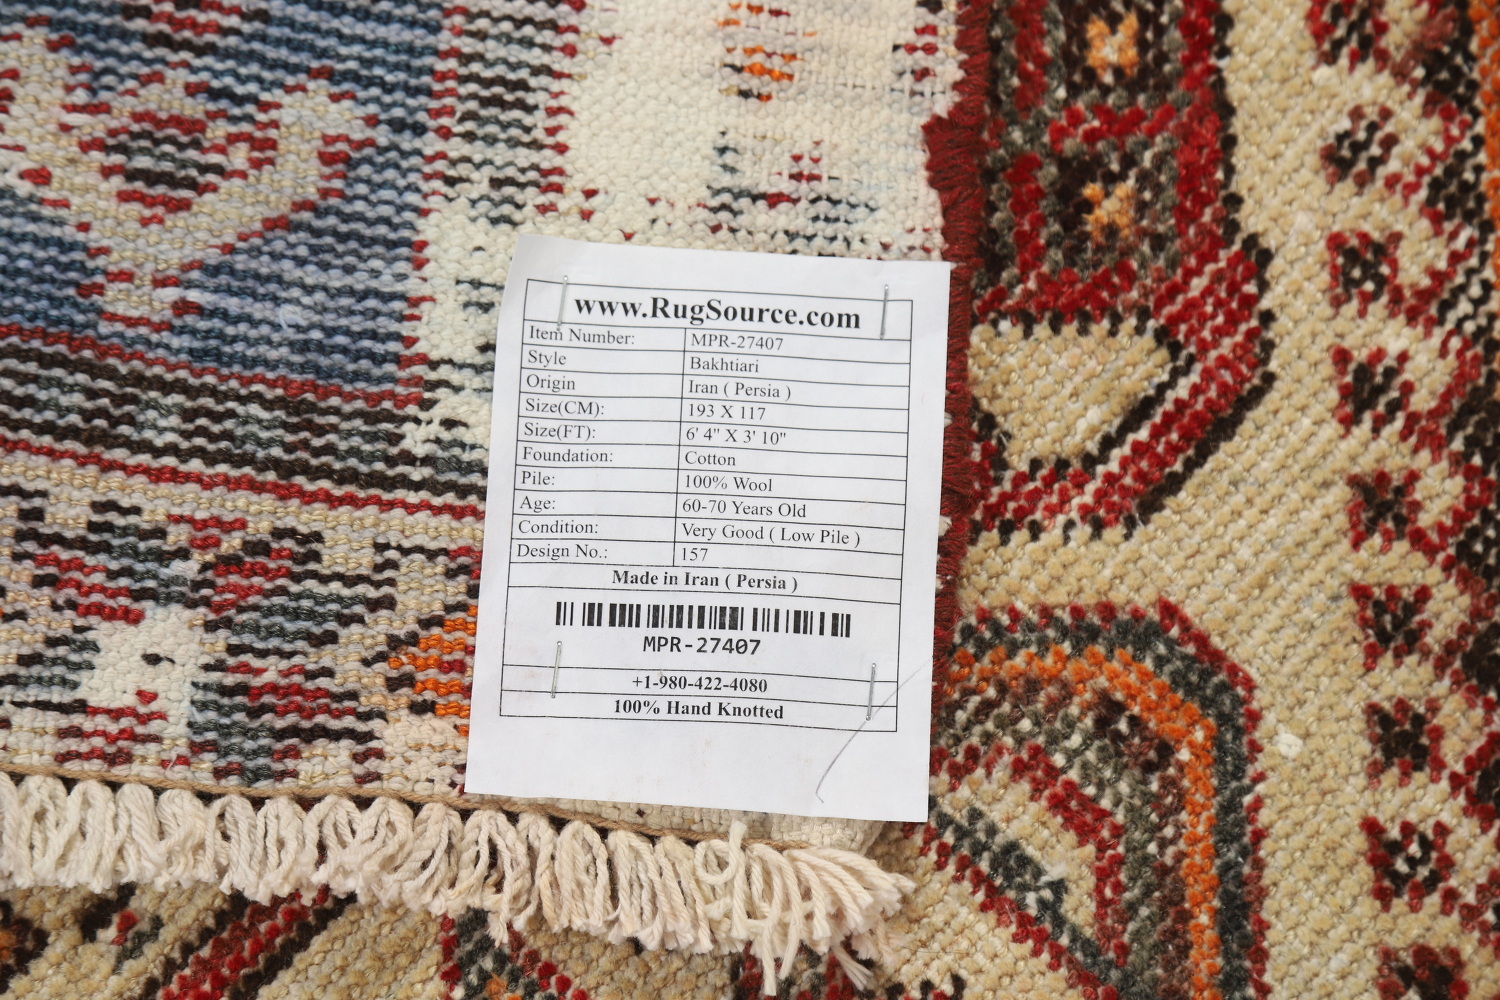 www.RugSource.com
Item Number: MPR-27407
Style Bakhtiari
Origin Iran ( Persia )
Size(CM): 193 X 117
Size(FT): 6' 4" X 3' 10"
Foundation: Cotton
Pile: 100% Wool
Age: 60-70 Years Old
Condition: Very Good ( Low Pile )
Design No.: 157
Made in Iran ( Persia )
MPR-27407
+1-980-422-4080
100% Hand Knotted